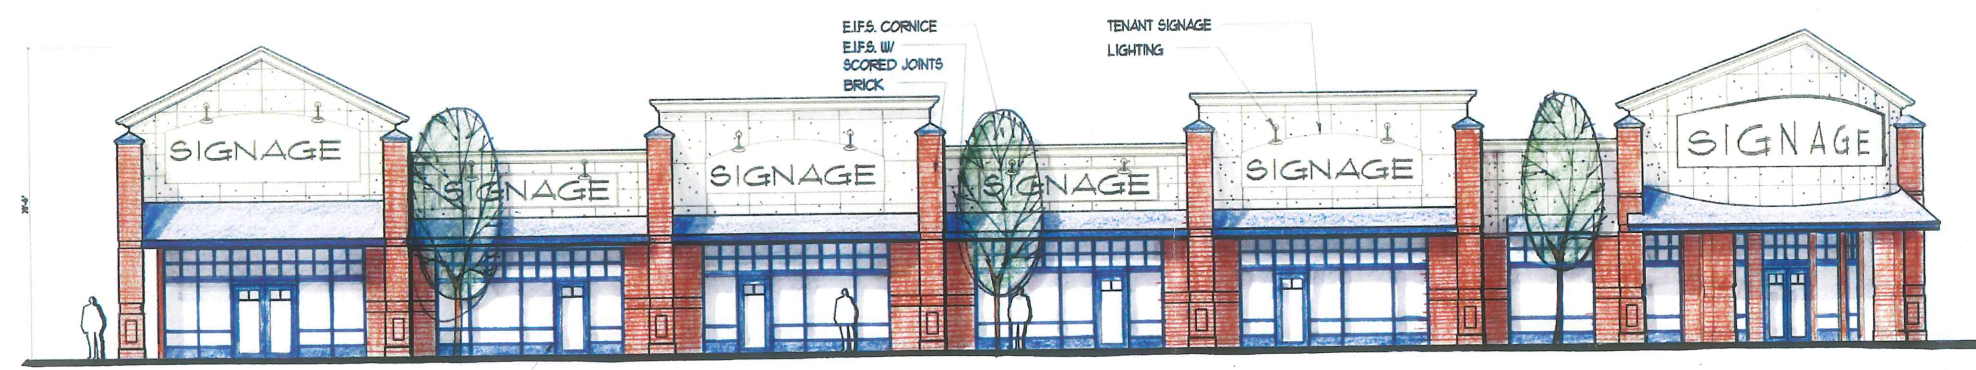 E.I.F.S. CORNICE
E.I.F.S. W/
SCORED JOINTS
BRICK
TENANT SIGNAGE
LIGHTING
SIGNAGE
SIGNAGE
SIGNAGE
SIGNAGE
SIGNAGE
SIGNAGE